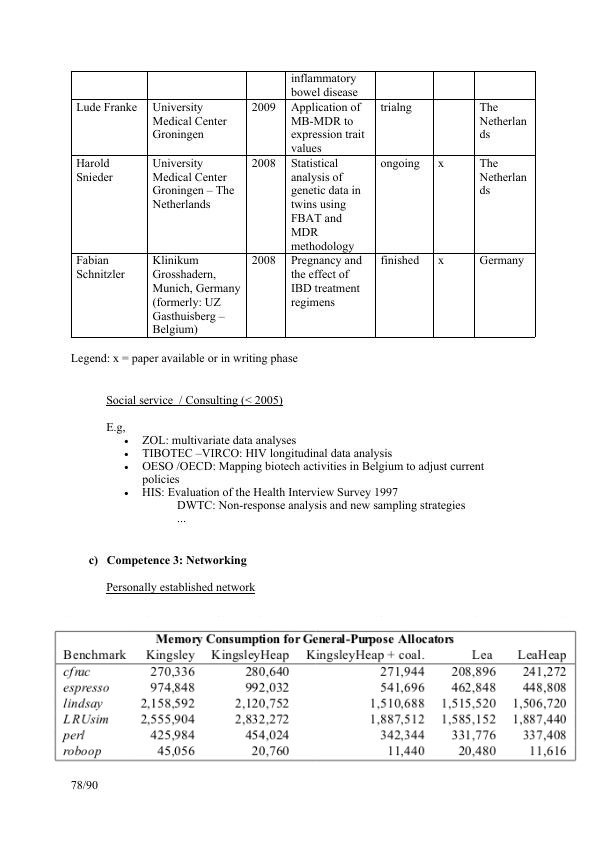 inflammatory
bowel disease
Lude Franke University Medical Center Groningen 2009 Application of MB-MDR to expression trait values trialng The Netherlan ds
Harold Snieder University Medical Center Groningen – The Netherlands 2008 Statistical analysis of genetic data in twins using FBAT and MDR methodology ongoing x The Netherlan ds
Fabian Schnitzler Klinikum Grosshadern, Munich, Germany (formerly: UZ Gasthuisberg – Belgium) 2008 Pregnancy and the effect of IBD treatment regimens finished x Germany
Legend: x = paper available or in writing phase
Social service / Consulting (< 2005)
E.g,
• ZOL: multivariate data analyses
• TIBOTEC –VIRCO: HIV longitudinal data analysis
• OESO /OECD: Mapping biotech activities in Belgium to adjust current
policies
• HIS: Evaluation of the Health Interview Survey 1997
DWTC: Non-response analysis and new sampling strategies
...
c) Competence 3: Networking
Personally established network
Memory Consumption for General-Purpose Allocators
Benchmark Kingsley KingsleyHeap KingsleyHeap + coal. Lea LeaHeap
cfrac 270,336 280,640 271,944 208,896 241,272
espresso 974,848 992,032 541,696 462,848 448,808
lindsay 2,158,592 2,120,752 1,510,688 1,515,520 1,506,720
LRUsim 2,555,904 2,832,272 1,887,512 1,585,152 1,887,440
perl 425,984 454,024 342,344 331,776 337,408
roboop 45,056 20,760 11,440 20,480 11,616
78/90